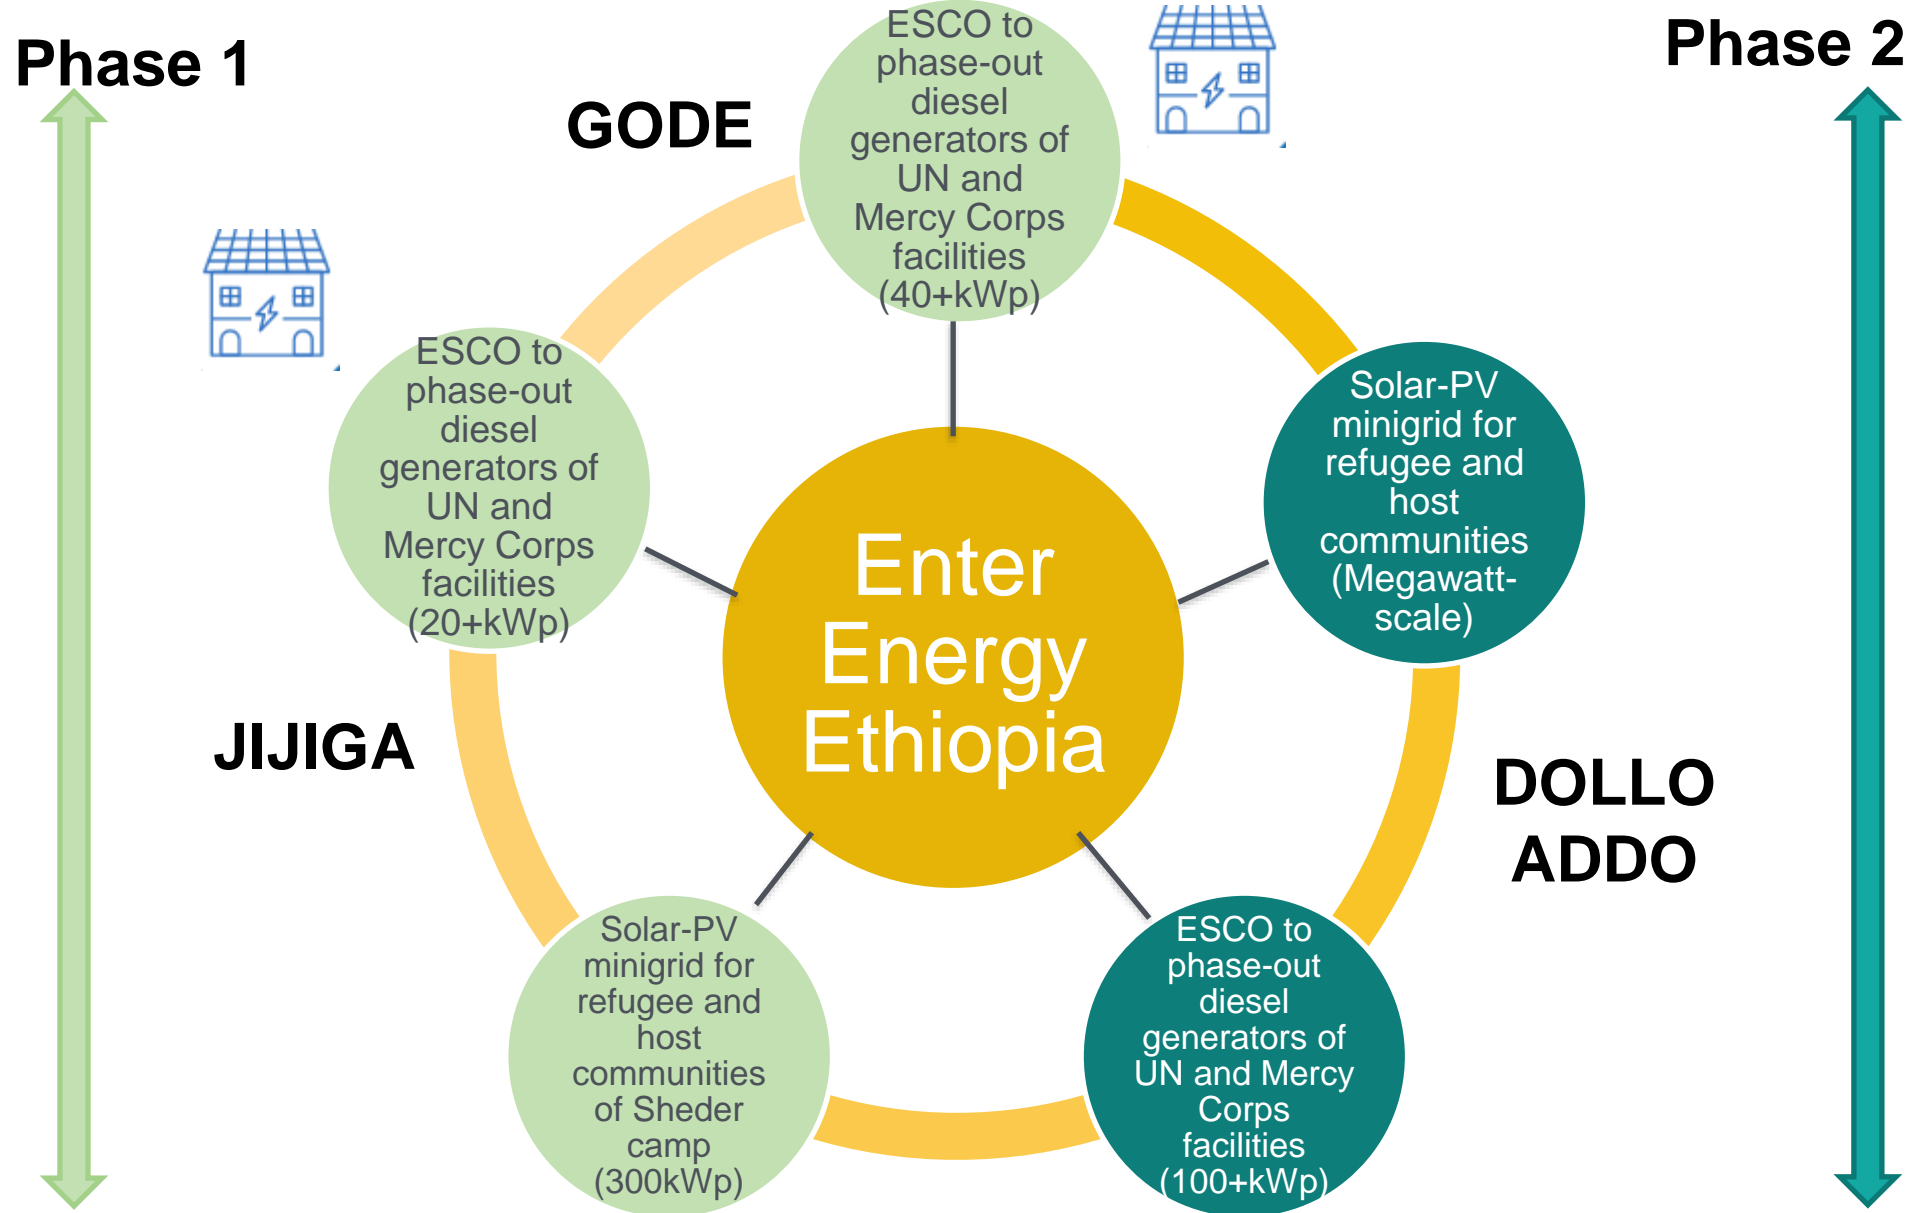 Phase 1
Phase 2
GODE
ESCO to
phase-out
diesel
generators of
UN and
Mercy Corps
facilities
(40+kWp)
ESCO to
phase-out
diesel
generators of
UN and
Mercy Corps
facilities
(20+kWp)
Solar-PV
minigrid for
refugee and
host
communities
(Megawatt-
scale)
Enter
Energy
Ethiopia
JIJIGA
DOLLO
ADDO
Solar-PV
minigrid for
refugee and
host
communities
of Sheder
camp
(300kWp)
ESCO to
phase-out
diesel
generators of
UN and Mercy
Corps
facilities
(100+kWp)